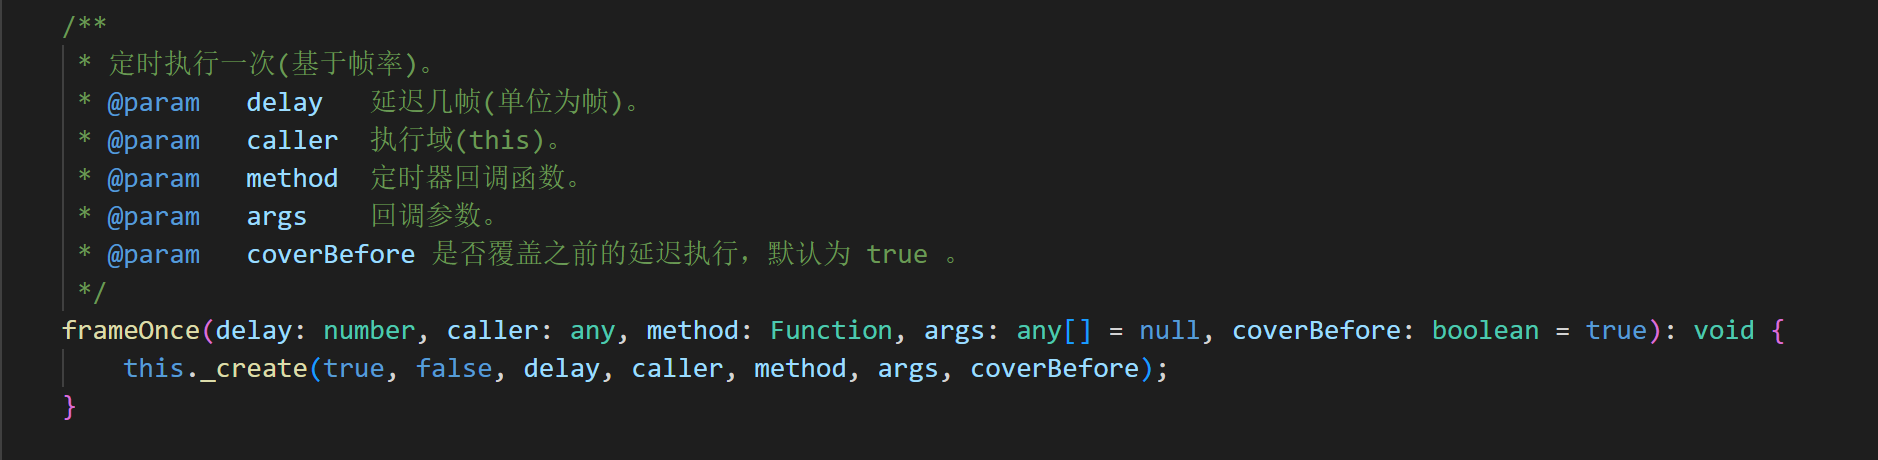 /**
 * 定时执行一次(基于帧率)。
 * @param   delay   延迟几帧(单位为帧)。
 * @param   caller  执行域(this)。
 * @param   method  定时器回调函数。
 * @param   args    回调参数。
 * @param   coverBefore 是否覆盖之前的延迟执行，默认为 true 。
 */
frameOnce(delay: number, caller: any, method: Function, args: any[] = null, coverBefore: boolean = true): void {
    this._create(true, false, delay, caller, method, args, coverBefore);
}